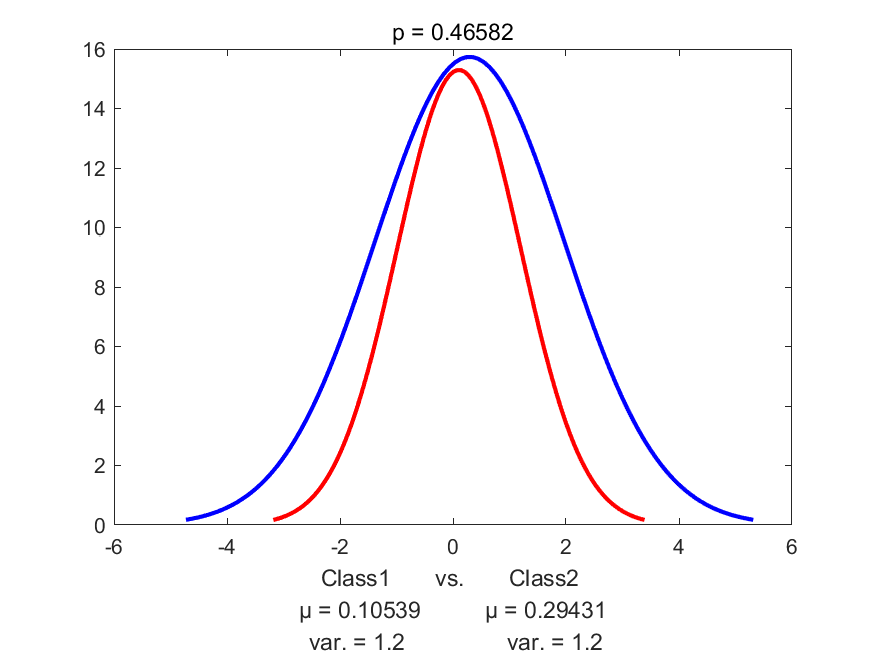 p = 0.46582
16
14
12
10
8
6
4
2
0
-6 -4 -2 0 2 4 6
Class1 vs. Class2
μ = 0.10539 μ = 0.29431
var. = 1.2 var. = 1.2